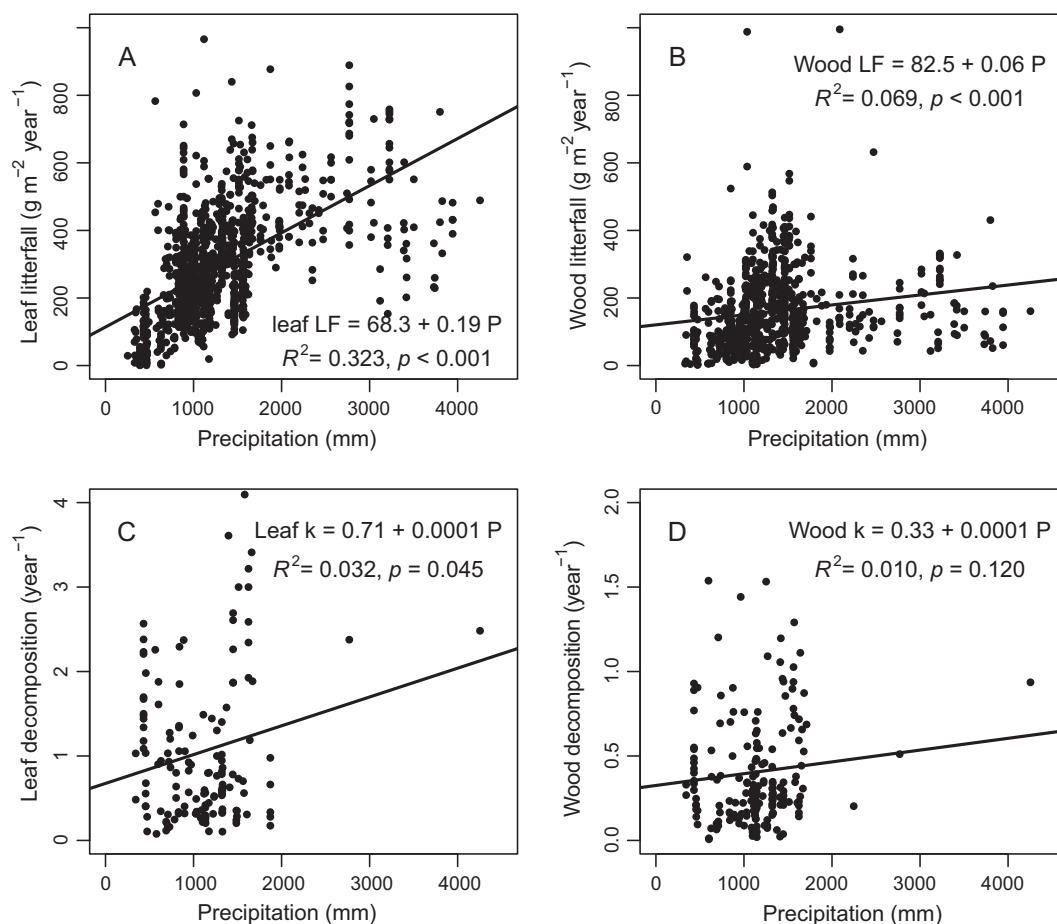 A
leaf LF = 68.3 + 0.19 P
R² = 0.323, p < 0.001
Leaf litterfall (g m⁻² year⁻¹)
0
200
400
600
800
0 1000 2000 3000 4000
Precipitation (mm)
B
Wood LF = 82.5 + 0.06 P
R² = 0.069, p < 0.001
Wood litterfall (g m⁻² year⁻¹)
0
200
400
600
800
0 1000 2000 3000 4000
Precipitation (mm)
C
Leaf k = 0.71 + 0.0001 P
R² = 0.032, p = 0.045
Leaf decomposition (year⁻¹)
0
1
2
3
4
0 1000 2000 3000 4000
Precipitation (mm)
D
Wood k = 0.33 + 0.0001 P
R² = 0.010, p = 0.120
Wood decomposition (year⁻¹)
0.0
0.5
1.0
1.5
2.0
0 1000 2000 3000 4000
Precipitation (mm)